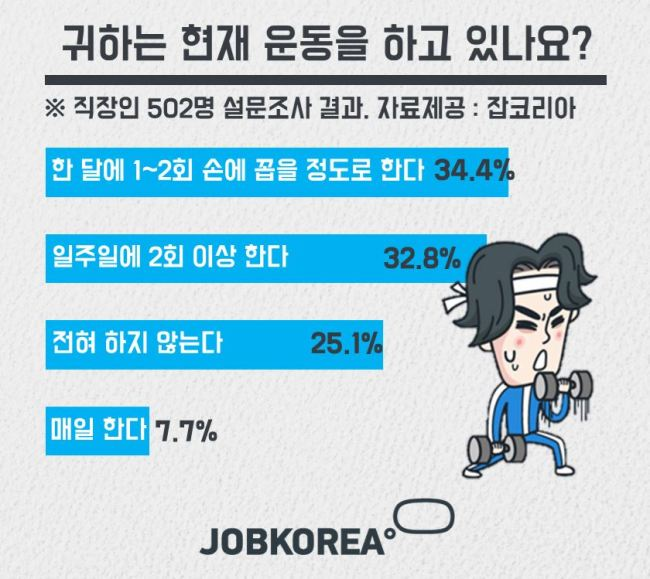 귀하는 현재 운동을 하고 있나요?
※ 직장인 502명 설문조사 결과. 자료제공 : 잡코리아
한 달에 1~2회 손에 꼽을 정도로 한다 34.4%
일주일에 2회 이상 한다 32.8%
전혀 하지 않는다 25.1%
매일 한다 7.7%
JOBKOREA